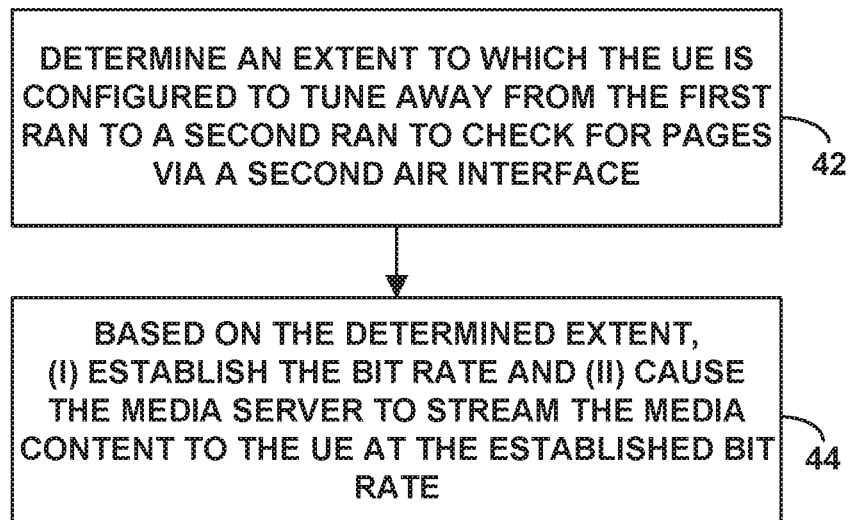 DETERMINE AN EXTENT TO WHICH THE UE IS
CONFIGURED TO TUNE AWAY FROM THE FIRST
RAN TO A SECOND RAN TO CHECK FOR PAGES
VIA A SECOND AIR INTERFACE
42
BASED ON THE DETERMINED EXTENT,
(I) ESTABLISH THE BIT RATE AND (II) CAUSE
THE MEDIA SERVER TO STREAM THE MEDIA
CONTENT TO THE UE AT THE ESTABLISHED BIT
RATE
44